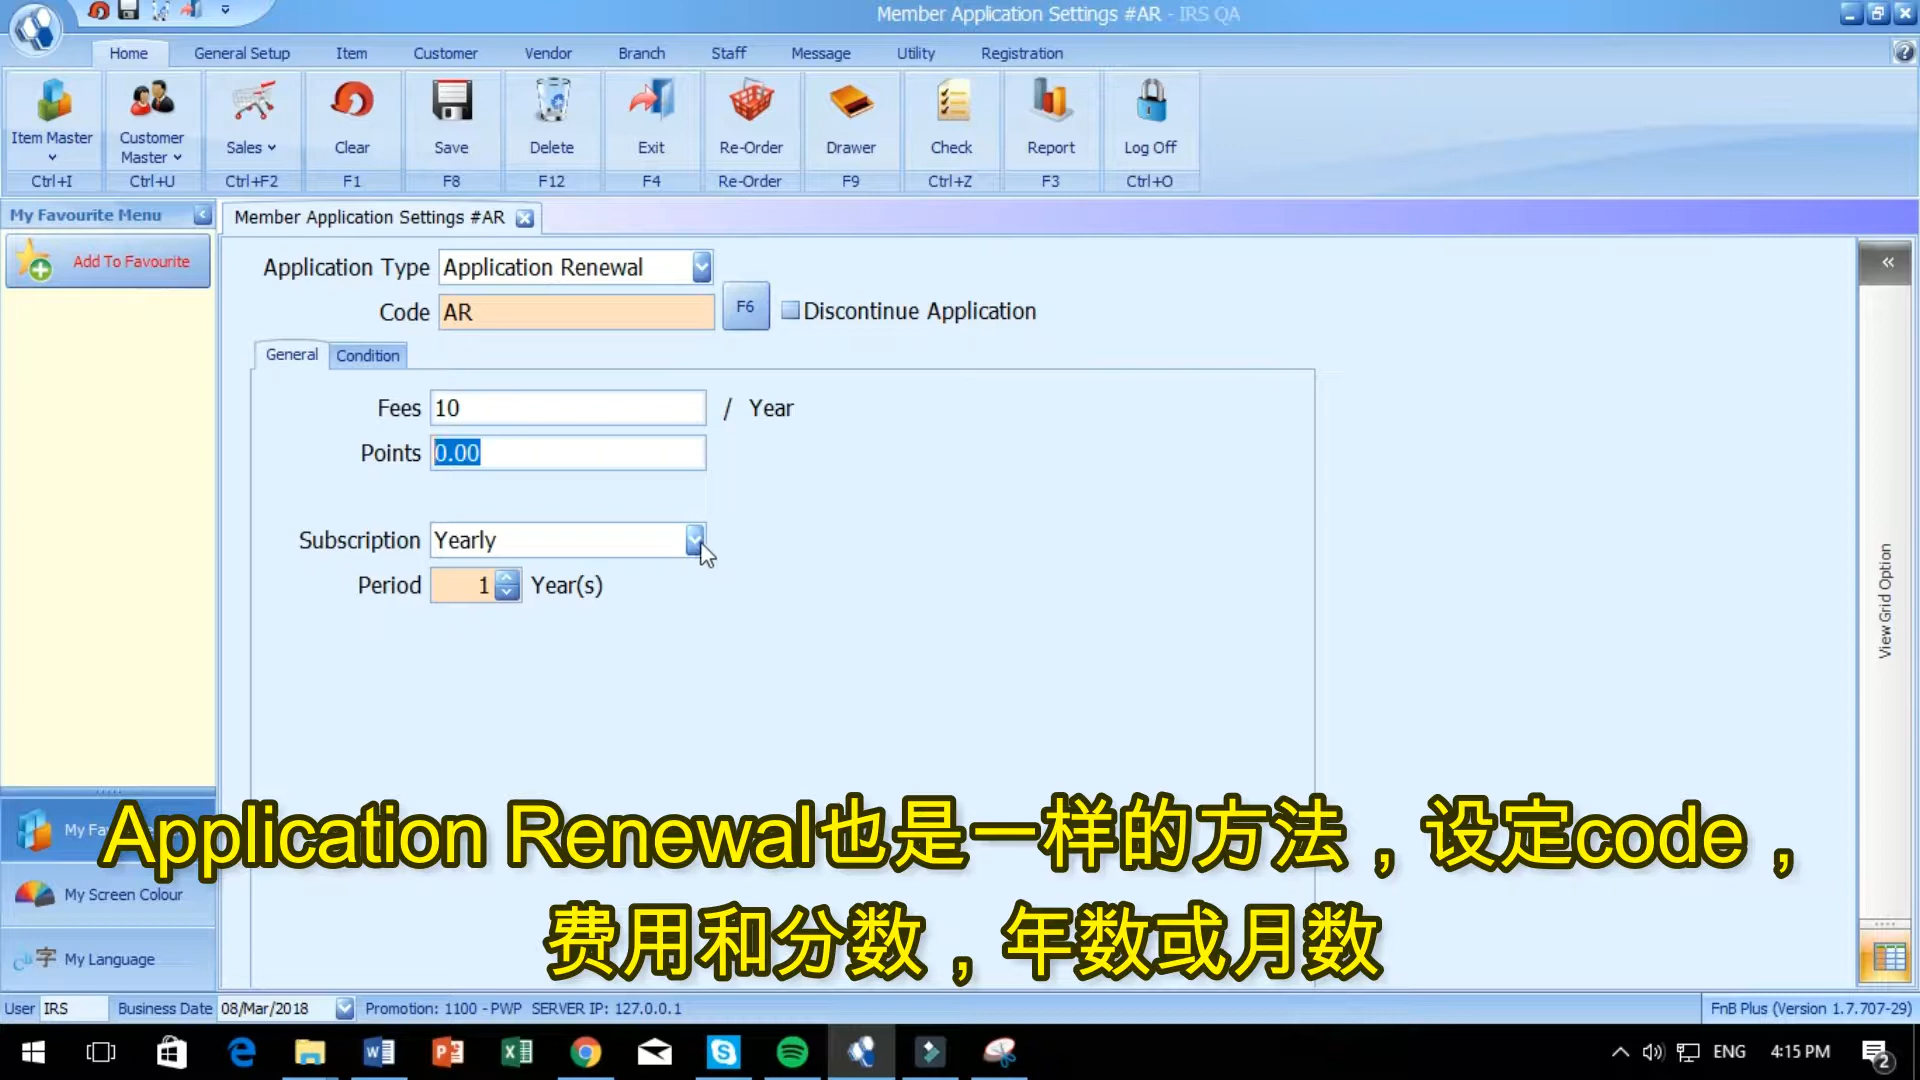 Member Application Settings #AR - IRS QA
Home General Setup Item Customer Vendor Branch Staff Message Utility Registration
Item Master
Ctrl+I
Customer Master
Ctrl+U
Sales
Ctrl+F2
Clear
F1
Save
F8
Delete
F12
Exit
F4
Re-Order
Re-Order
Drawer
F9
Check
Ctrl+Z
Report
F3
Log Off
Ctrl+O
My Favourite Menu
Add To Favourite
Member Application Settings #AR
Application Type Application Renewal
Code AR F6 Discontinue Application
General Condition
Fees 10 / Year
Points 0.00
Subscription Yearly
Period 1 Year(s)
View Grid Option
Application Renewal也是一样的方法，设定code，
费用和分数，年数或月数
My Screen Colour
字 My Language
User IRS Business Date 08/Mar/2018 Promotion: 1100 - PWP SERVER IP: 127.0.0.1 FnB Plus (Version 1.7.707-29)
ENG 4:15 PM 2